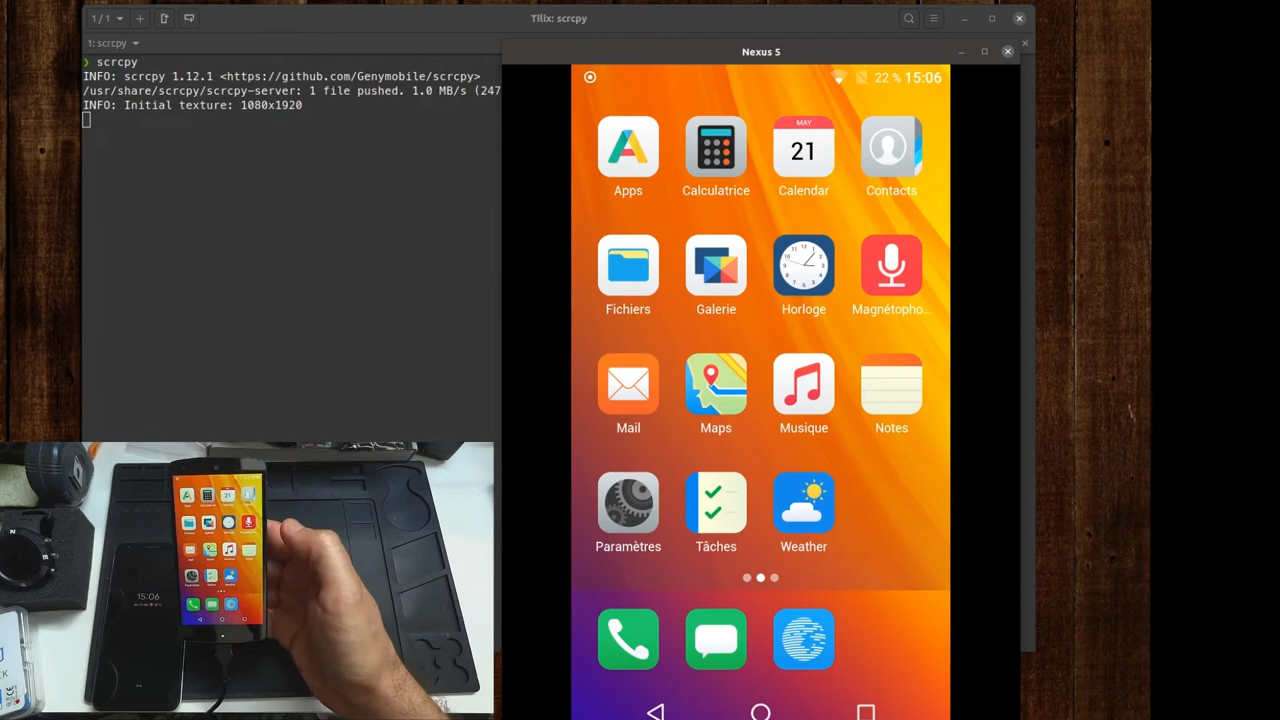 1 / 1
Tilix: scrcpy
1: scrcpy
❯ scrcpy
INFO: scrcpy 1.12.1 <https://github.com/Genymobile/scrcpy>
/usr/share/scrcpy/scrcpy-server: 1 file pushed. 1.0 MB/s (247
INFO: Initial texture: 1080x1920
Nexus 5
22 % 15:06
MAY
21
Apps Calculatrice Calendar Contacts
Fichiers Galerie Horloge Magnétopho...
Mail Maps Musique Notes
Paramètres Tâches Weather
15:06